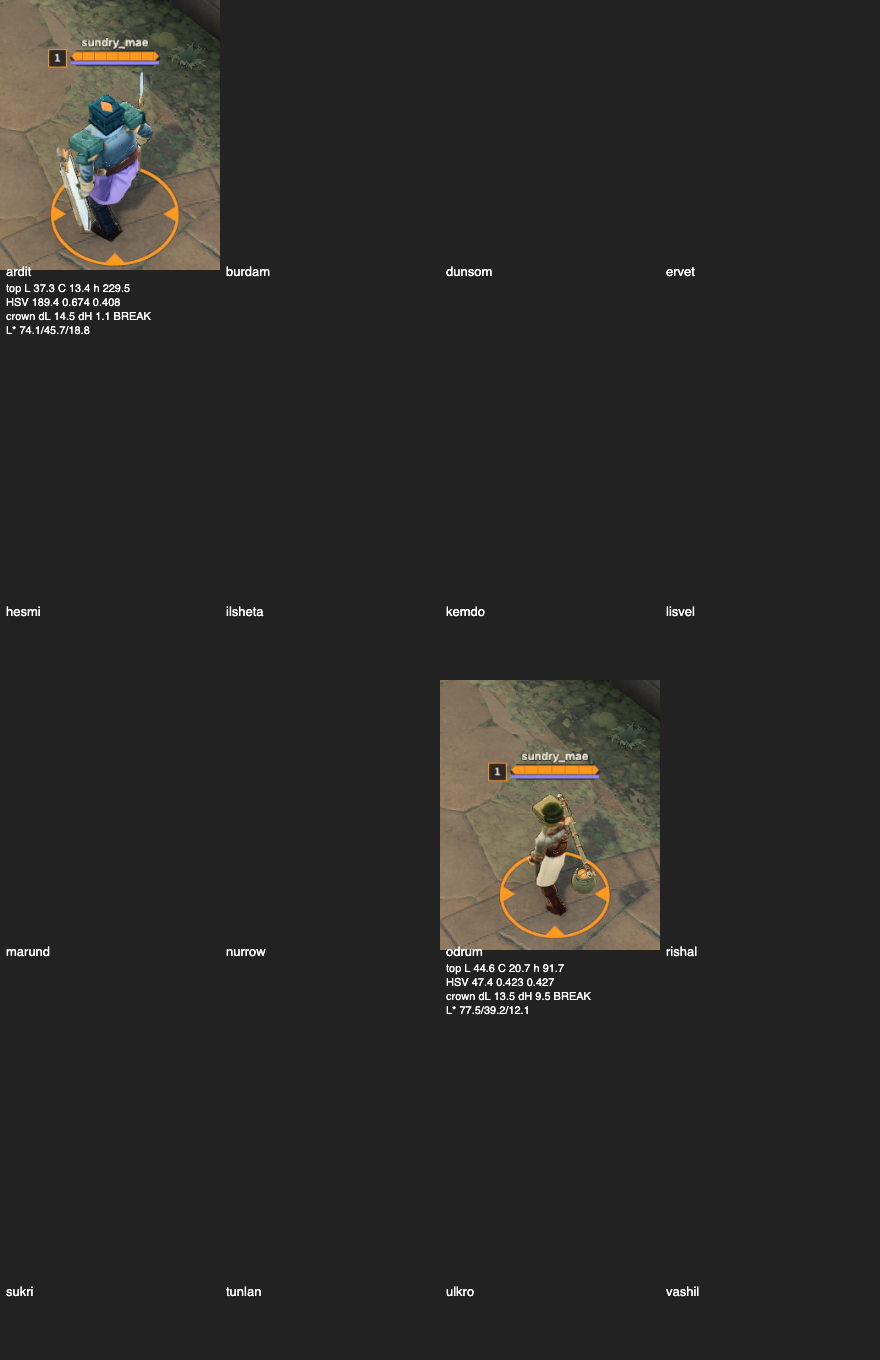 sundry_mae
1
ardit
burdam
dunsom
ervet
top L 37.3 C 13.4 h 229.5
HSV 189.4 0.674 0.408
crown dL 14.5 dH 1.1 BREAK
L* 74.1/45.7/18.8
hesmi
ilsheta
kemdo
lisvel
sundry_mae
1
marund
nurrow
odrum
rishal
top L 44.6 C 20.7 h 91.7
HSV 47.4 0.423 0.427
crown dL 13.5 dH 9.5 BREAK
L* 77.5/39.2/12.1
sukri
tunlan
ulkro
vashil